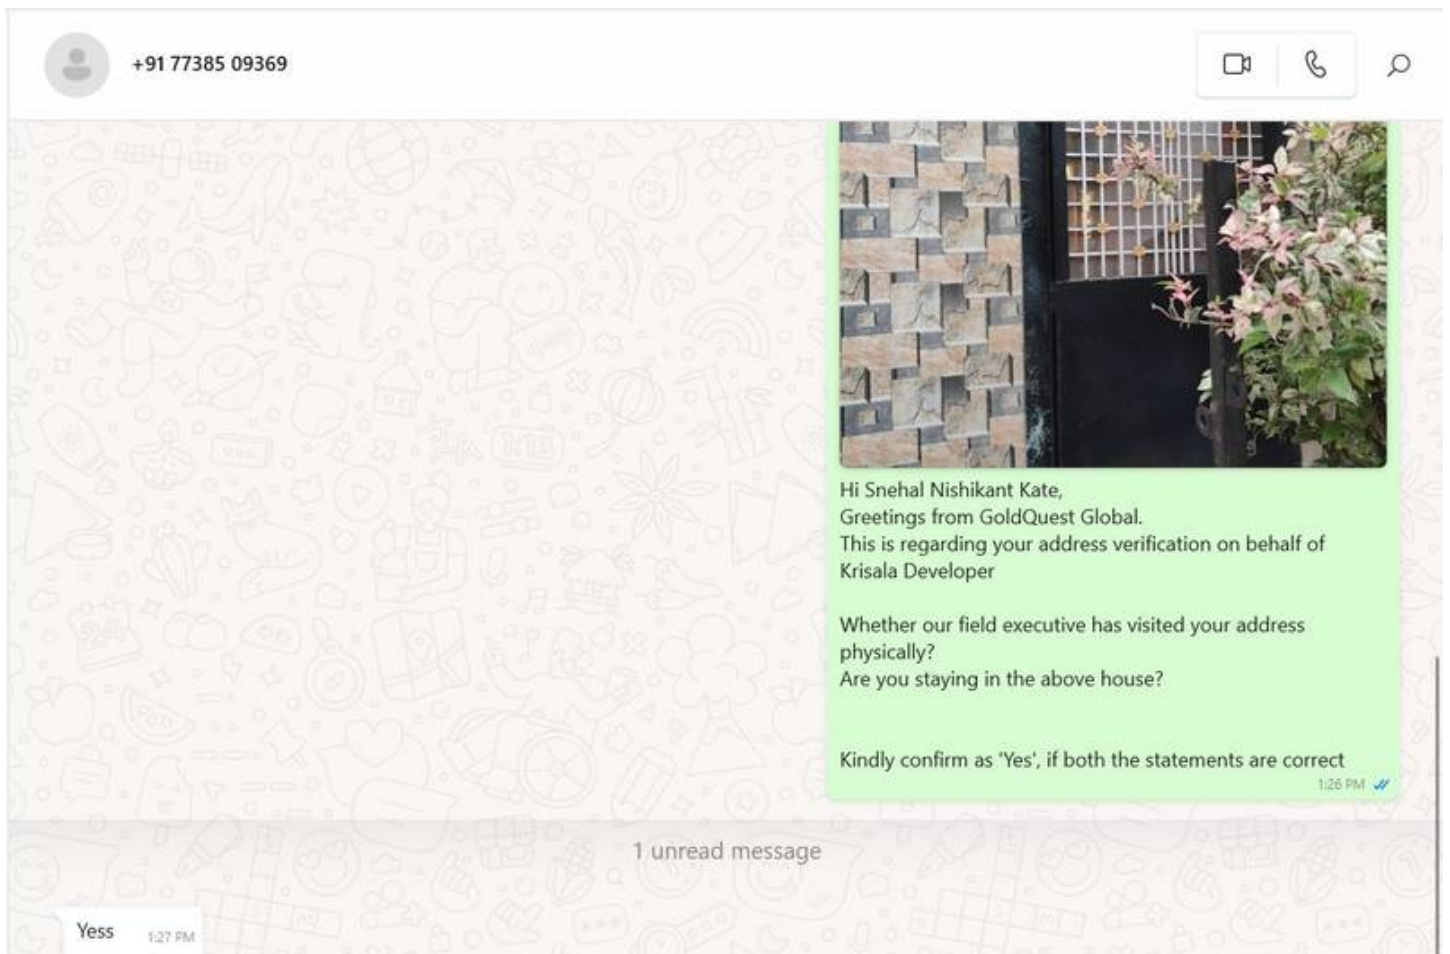 +91 77385 09369
Hi Snehal Nishikant Kate,
Greetings from GoldQuest Global.
This is regarding your address verification on behalf of
Krisala Developer
Whether our field executive has visited your address
physically?
Are you staying in the above house?
Kindly confirm as 'Yes', if both the statements are correct
1:26 PM
1 unread message
Yess
1:27 PM